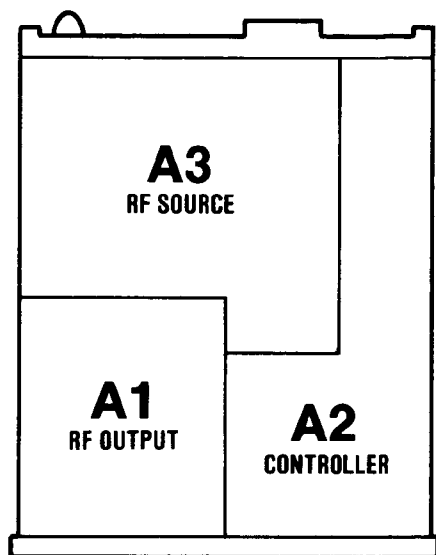 A3
RF SOURCE
A1
RF OUTPUT
A2
CONTROLLER